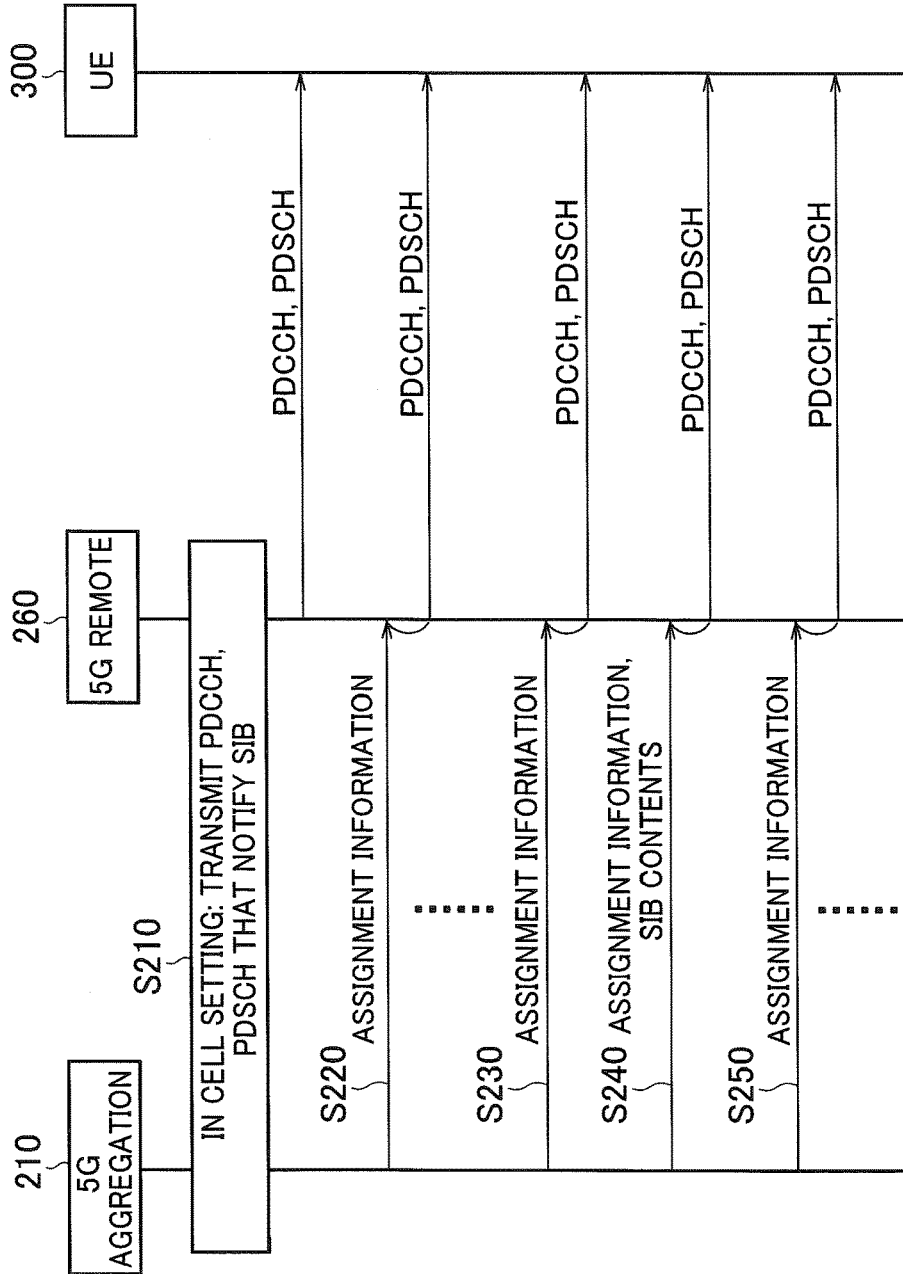 210
5G
AGGREGATION
260
5G REMOTE
300
UE
S210
IN CELL SETTING: TRANSMIT PDCCH,
PDSCH THAT NOTIFY SIB
PDCCH, PDSCH
S220
ASSIGNMENT INFORMATION
PDCCH, PDSCH
S230
ASSIGNMENT INFORMATION
PDCCH, PDSCH
S240
ASSIGNMENT INFORMATION,
SIB CONTENTS
PDCCH, PDSCH
S250
ASSIGNMENT INFORMATION
PDCCH, PDSCH